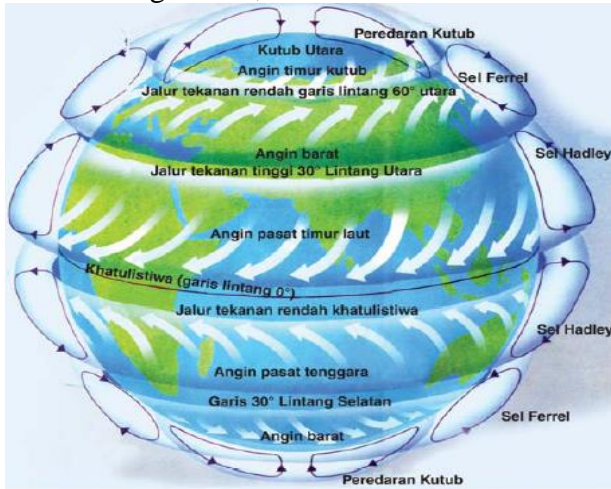 Peredaran Kutub
Kutub Utara
Angin timur kutub
Sel Ferrel
Jalur tekanan rendah garis lintang 60° utara
Angin barat
Sel Hadley
Jalur tekanan tinggi 30° Lintang Utara
Angin pasat timur laut
Khatulistiwa (garis lintang 0°)
Jalur tekanan rendah khatulistiwa
Sel Hadley
Angin pasat tenggara
Garis 30° Lintang Selatan
Sel Ferrel
Angin barat
Peredaran Kutub